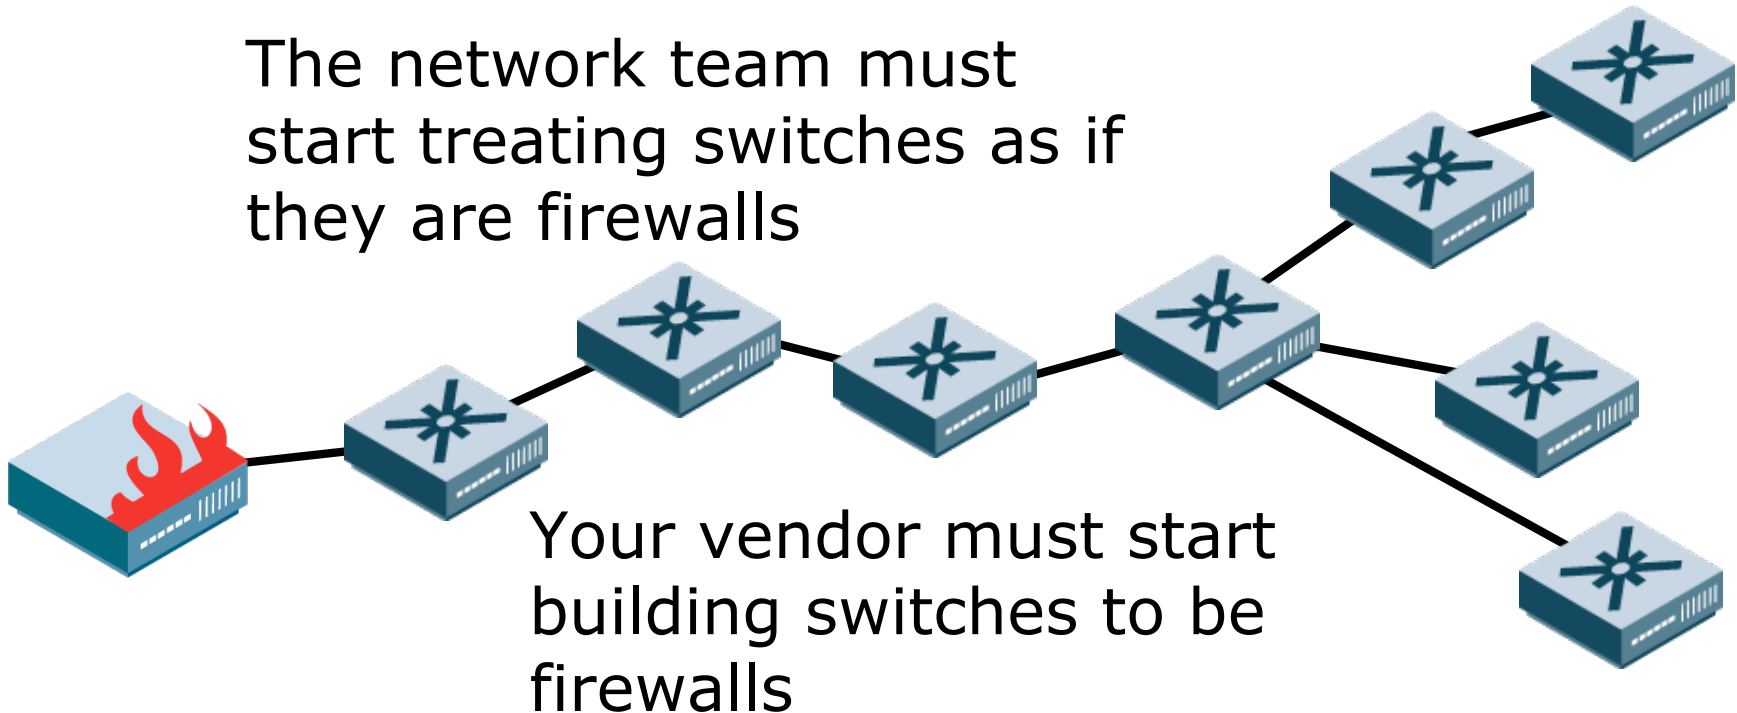 The network team must
start treating switches as if
they are firewalls
Your vendor must start
building switches to be
firewalls